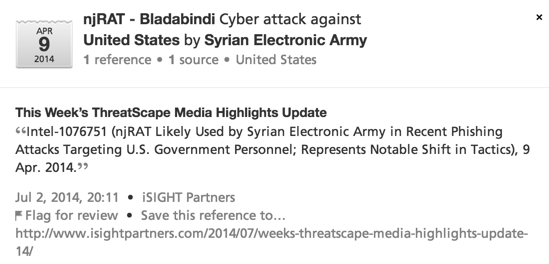 APR
9
2014
njRAT - Bladabindi Cyber attack against
United States by Syrian Electronic Army
1 reference • 1 source • United States
×
This Week's ThreatScape Media Highlights Update
“Intel-1076751 (njRAT Likely Used by Syrian Electronic Army in Recent Phishing
Attacks Targeting U.S. Government Personnel; Represents Notable Shift in Tactics), 9
Apr. 2014.”
Jul 2, 2014, 20:11 • iSIGHT Partners
Flag for review • Save this reference to...
http://www.isightpartners.com/2014/07/weeks-threatscape-media-highlights-update-
14/